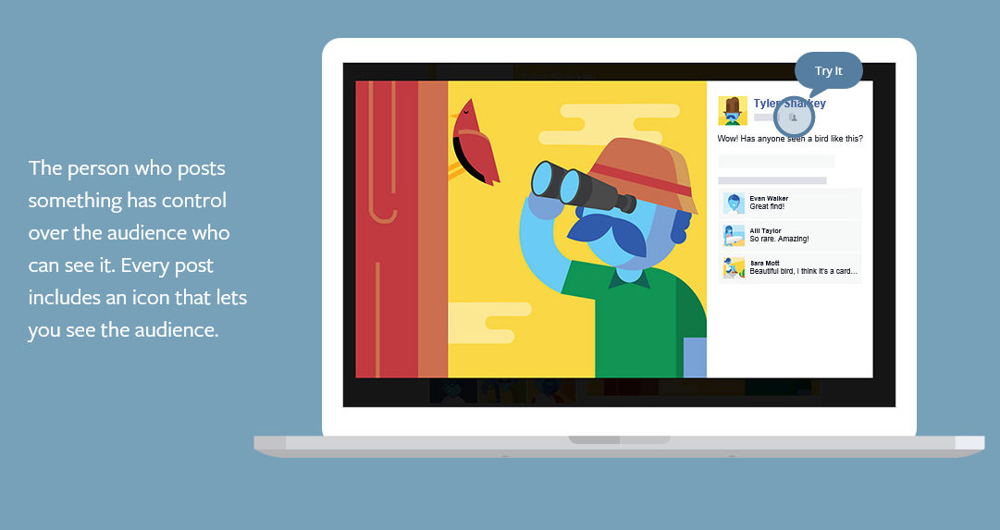 The person who posts
something has control
over the audience who
can see it. Every post
includes an icon that lets
you see the audience.
Try It
Tyler Sharkey
Wow! Has anyone seen a bird like this?
Evan Walker
Great find!
Alli Taylor
So rare. Amazing!
Sara Mott
Beautiful bird, i think it's a card...